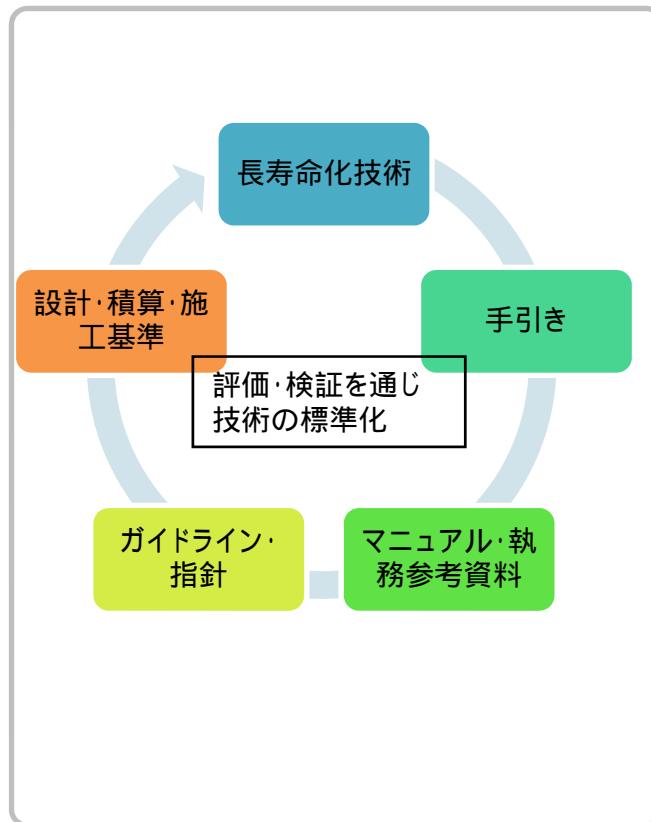 長寿命化技術
手引き
マニュアル・執
務参考資料
ガイドライン・
指針
設計・積算・施
工基準
評価・検証を通じ
技術の標準化